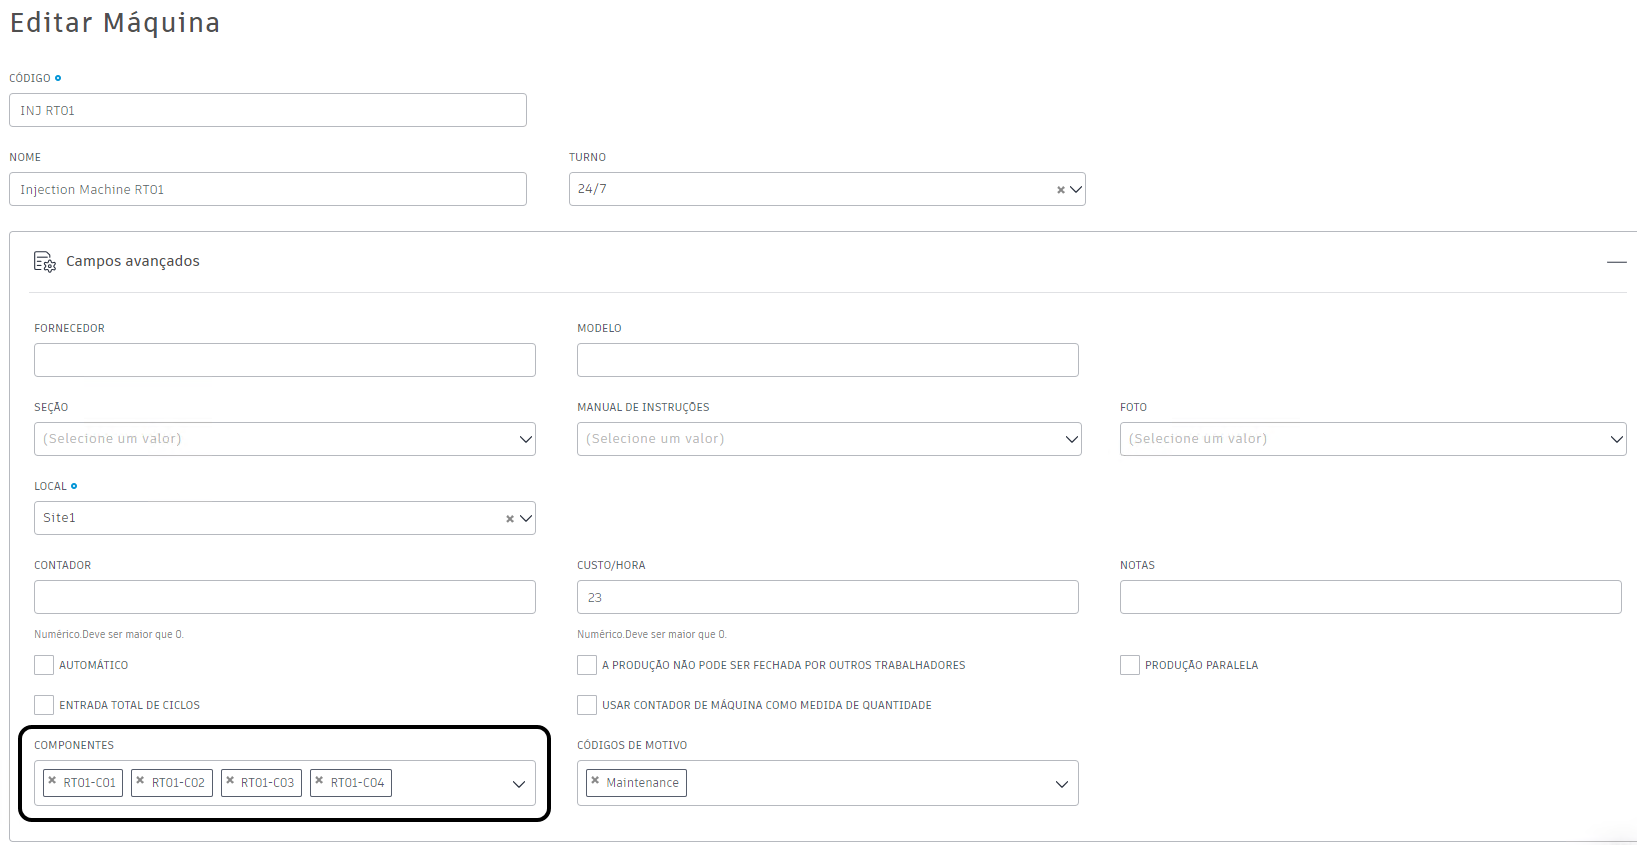 Editar Máquina
CÓDIGO
INJ RT01
NOME
TURNO
Injection Machine RT01
24/7
Campos avançados
FORNECEDOR
MODELO
SEÇÃO
MANUAL DE INSTRUÇÕES
FOTO
(Selecione um valor)
(Selecione um valor)
(Selecione um valor)
LOCAL
Site1
CONTADOR
CUSTO/HORA
NOTAS
23
Numérico.Deve ser maior que 0.
Numérico.Deve ser maior que 0.
AUTOMÁTICO
A PRODUÇÃO NÃO PODE SER FECHADA POR OUTROS TRABALHADORES
PRODUÇÃO PARALELA
ENTRADA TOTAL DE CICLOS
USAR CONTADOR DE MÁQUINA COMO MEDIDA DE QUANTIDADE
COMPONENTES
CÓDIGOS DE MOTIVO
RT01-C01 RT01-C02 RT01-C03 RT01-C04
Maintenance